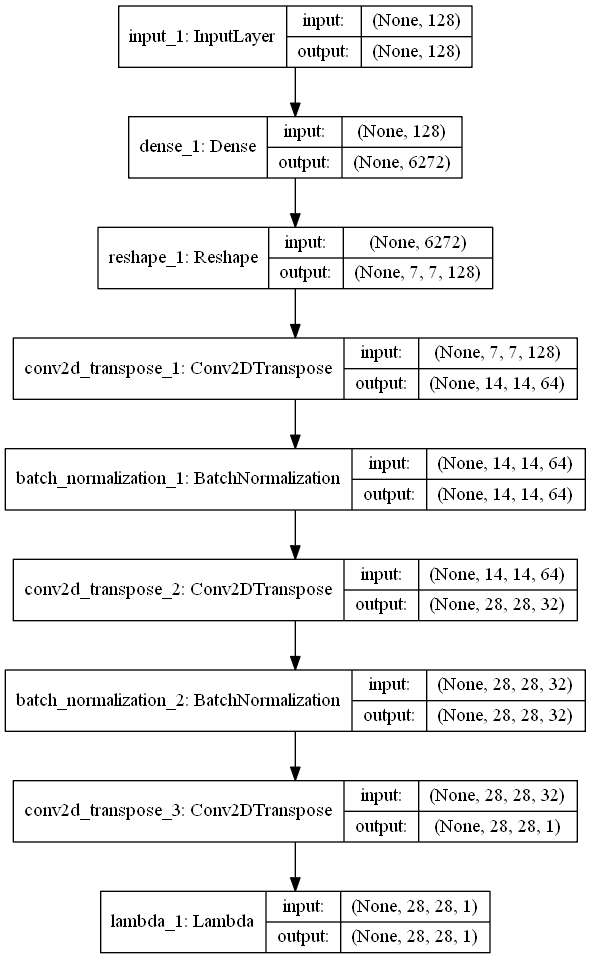 input_1: InputLayer
input: (None, 128)
output: (None, 128)
dense_1: Dense
input: (None, 128)
output: (None, 6272)
reshape_1: Reshape
input: (None, 6272)
output: (None, 7, 7, 128)
conv2d_transpose_1: Conv2DTranspose
input: (None, 7, 7, 128)
output: (None, 14, 14, 64)
batch_normalization_1: BatchNormalization
input: (None, 14, 14, 64)
output: (None, 14, 14, 64)
conv2d_transpose_2: Conv2DTranspose
input: (None, 14, 14, 64)
output: (None, 28, 28, 32)
batch_normalization_2: BatchNormalization
input: (None, 28, 28, 32)
output: (None, 28, 28, 32)
conv2d_transpose_3: Conv2DTranspose
input: (None, 28, 28, 32)
output: (None, 28, 28, 1)
lambda_1: Lambda
input: (None, 28, 28, 1)
output: (None, 28, 28, 1)